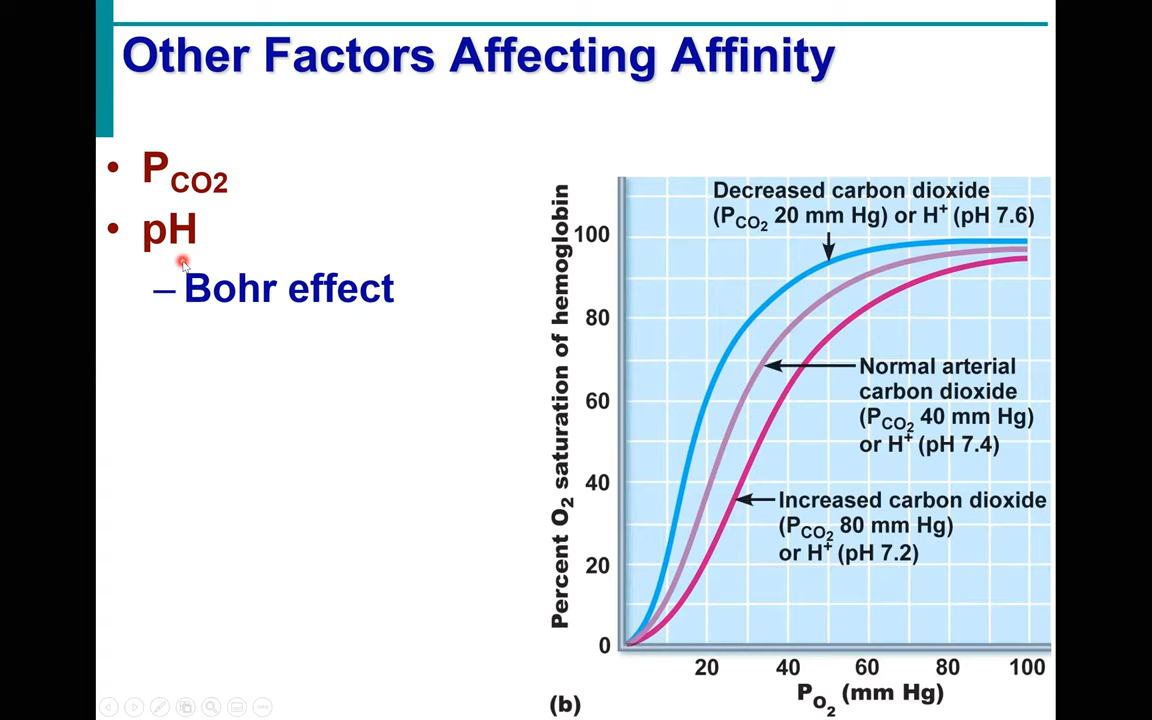 Other Factors Affecting Affinity
• PCO2
• pH
– Bohr effect
Percent O2 saturation of hemoglobin
100
80
60
40
20
0
Decreased carbon dioxide
(PCO2 20 mm Hg) or H+ (pH 7.6)
Normal arterial
carbon dioxide
(PCO2 40 mm Hg)
or H+ (pH 7.4)
Increased carbon dioxide
(PCO2 80 mm Hg)
or H+ (pH 7.2)
20 40 60 80 100
PO2 (mm Hg)
(b)